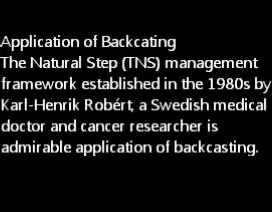 Application of Backcating
The Natural Step (TNS) management
framework established in the 1980s by
Karl-Henrik Robért, a Swedish medical
doctor and cancer researcher is
admirable application of backcasting.